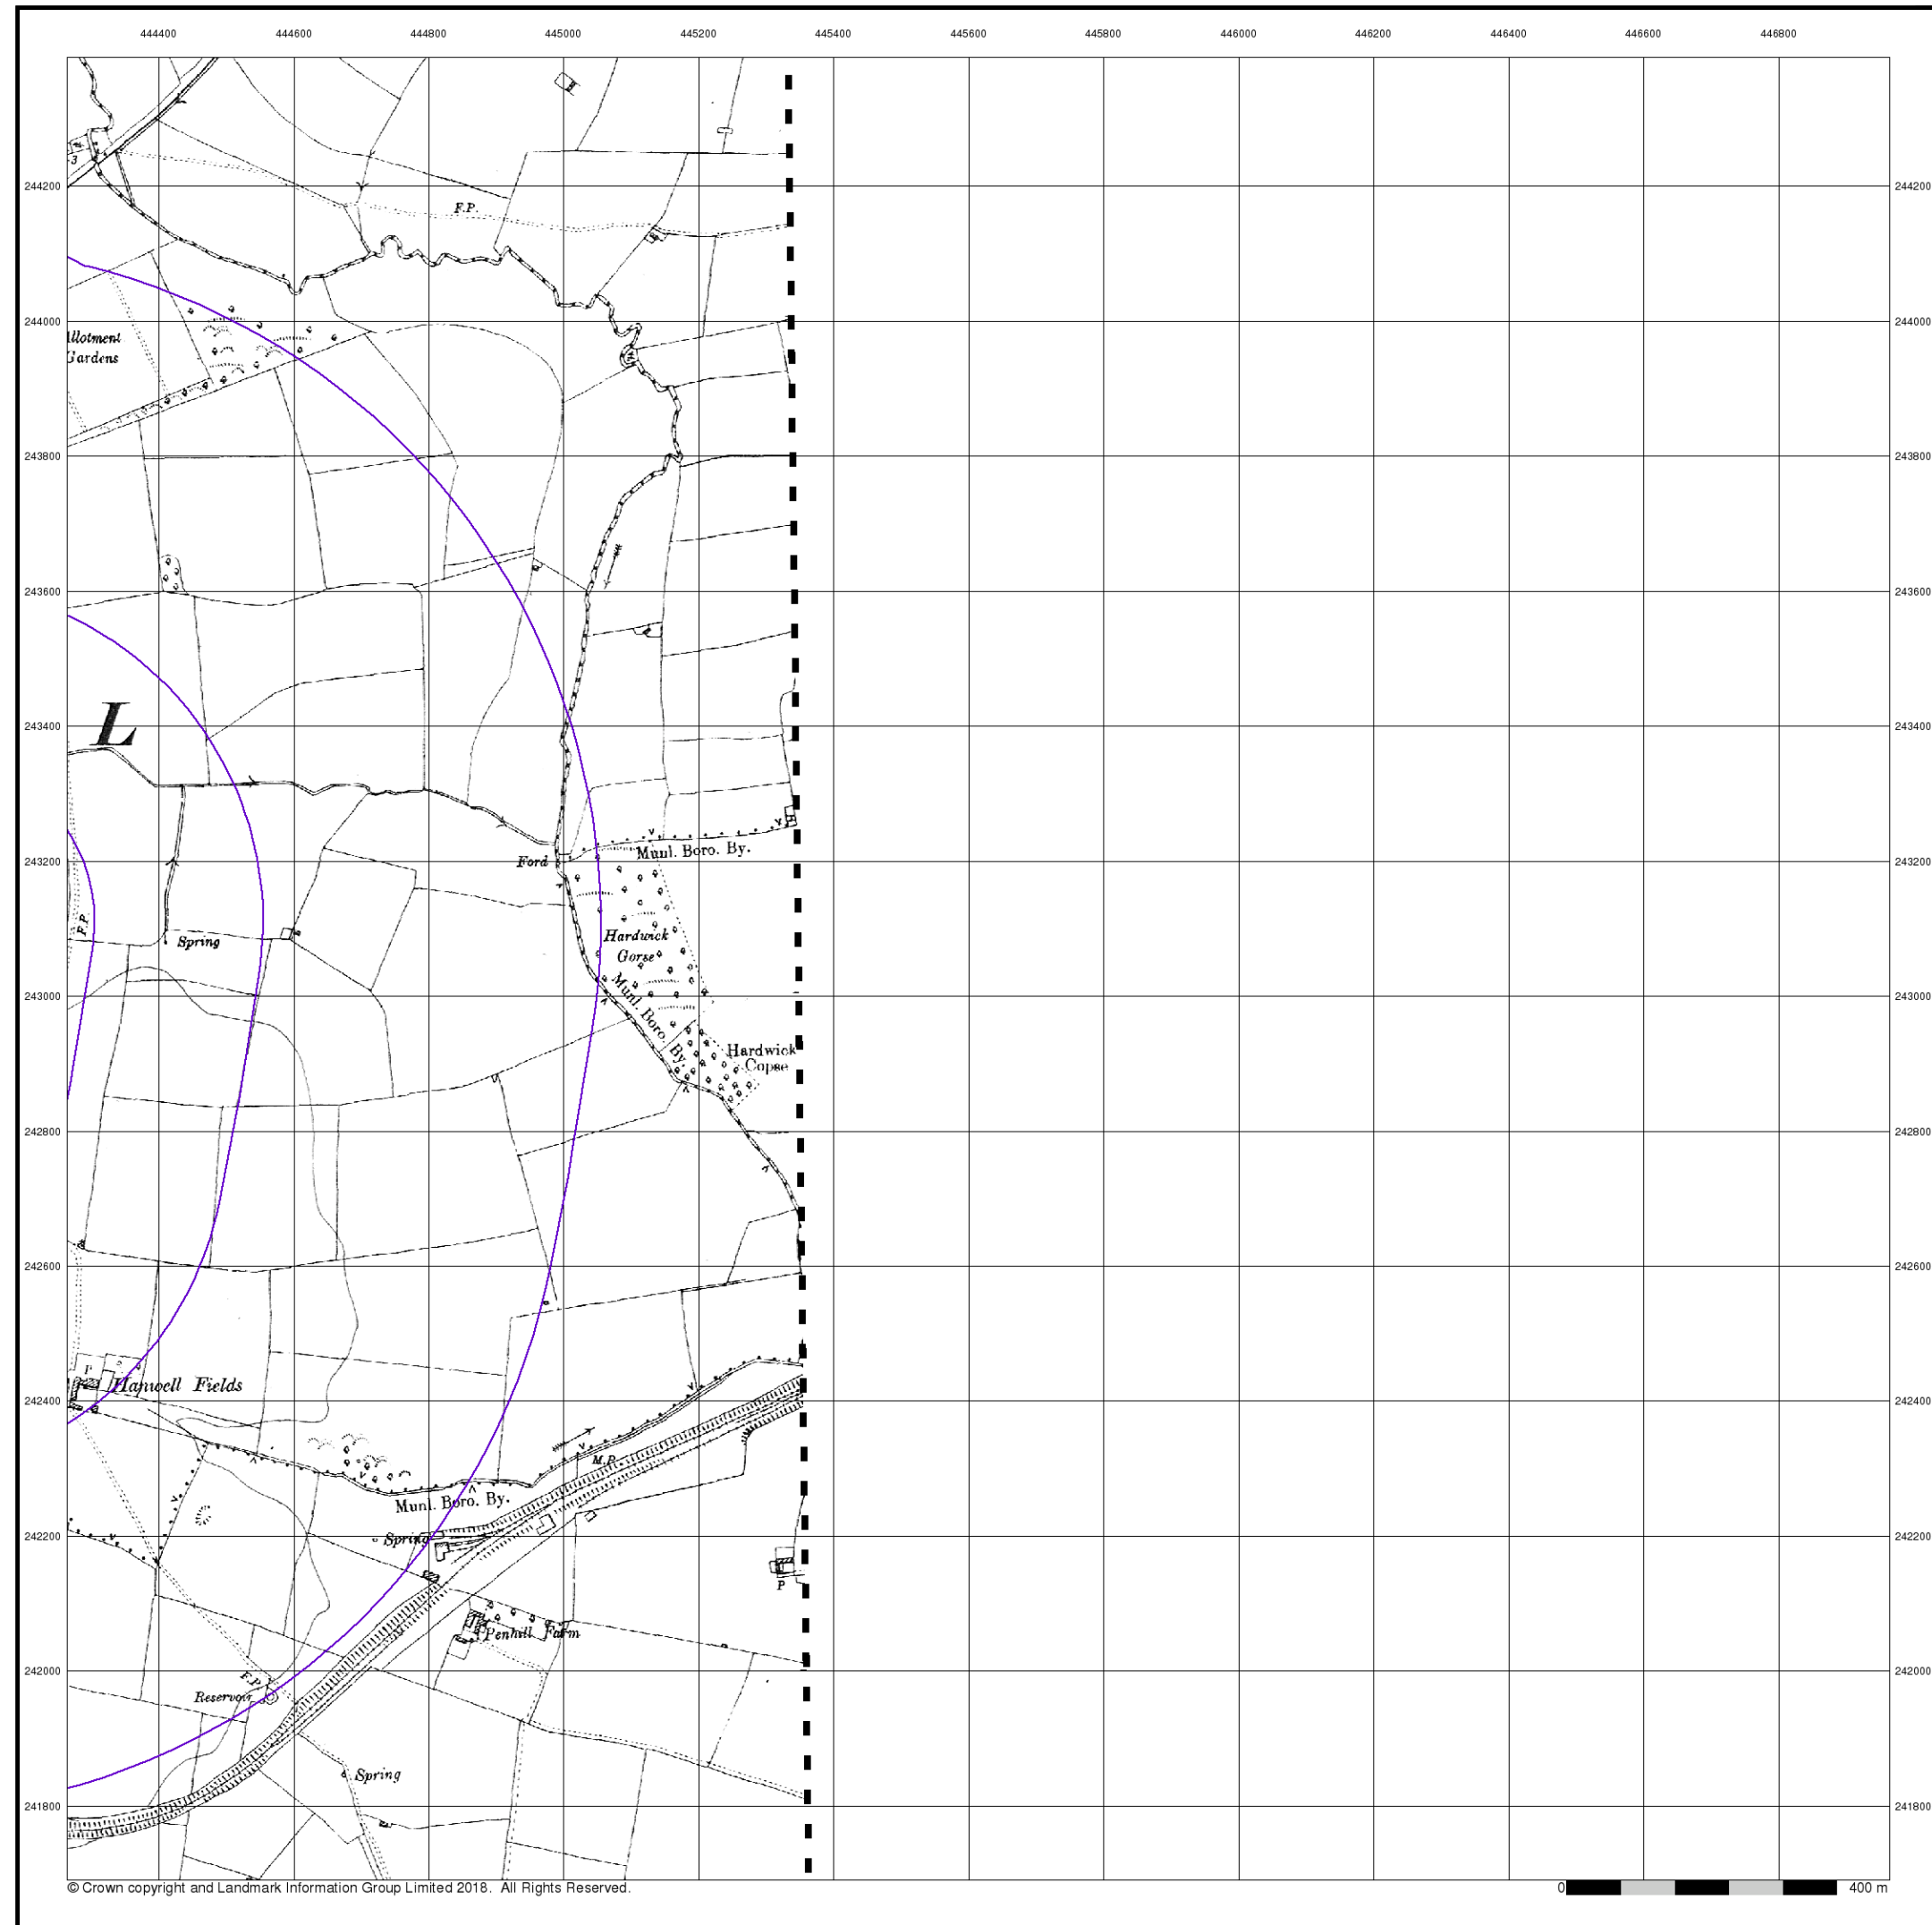 444400 444600 444800 445000 445200 445400 445600 445800 446000 446200 446400 446600 446800
3
244200 244200
F.P.
244000 244000
llotment
Gardens
243800 243800
243600 243600
L
243400 243400
Ford
Munl. Boro. By.
243200 243200
F.P.
Spring
Hardwick
Gorse
243000 243000
Munl. Boro. By.
Hardwick
Copse
242800 242800
242600 242600
P
Hanwell Fields
242400 242400
M.P.
Munl. Boro. By.
Spring
242200 242200
P
Penhill Farm
242000 242000
F.P.
Reservoir
Spring
241800 241800
© Crown copyright and Landmark Information Group Limited 2018. All Rights Reserved.
0 400 m